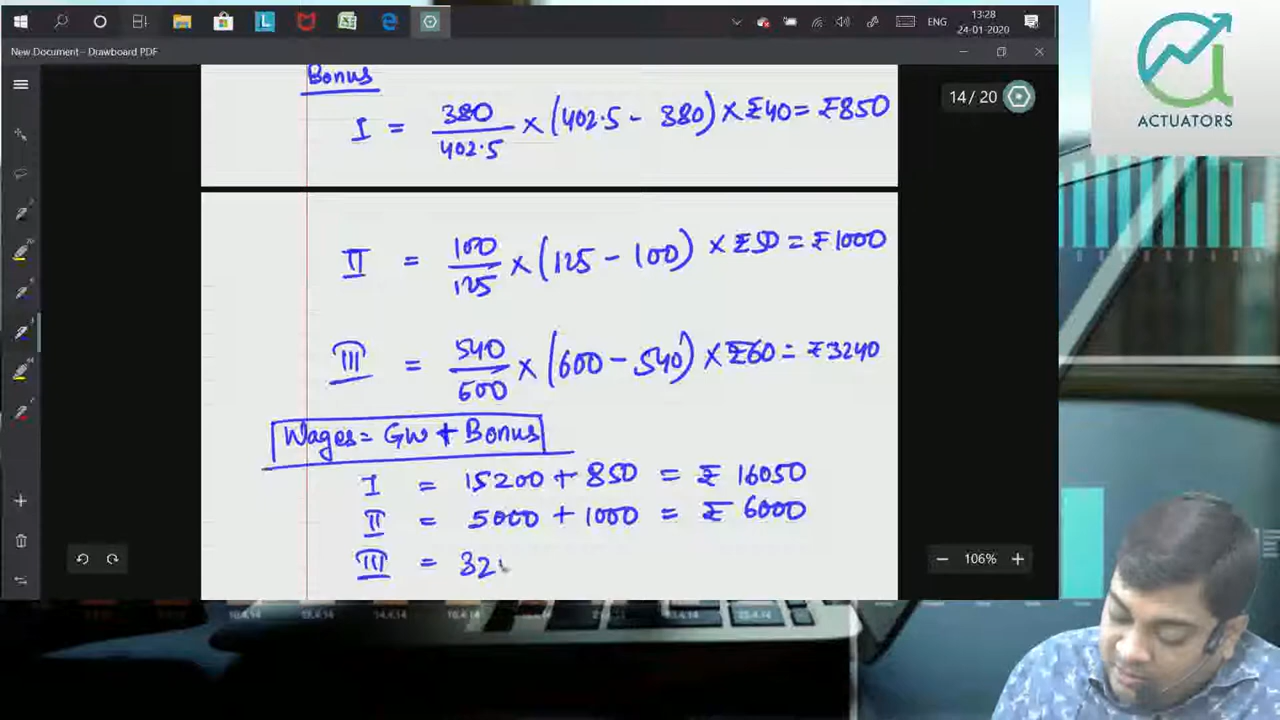 13:28
ENG
24-01-2020
New Document - Drawboard PDF
14 / 20
ACTUATORS
Bonus
I = 380/402.5 × (402.5 - 380) × ₹40 = ₹850
II = 100/125 × (125 - 100) × ₹50 = ₹1000
III = 540/600 × (600 - 540) × ₹60 = ₹3240
Wages = GW + Bonus
I = 15200 + 850 = ₹ 16050
II = 5000 + 1000 = ₹ 6000
III = 32
106%